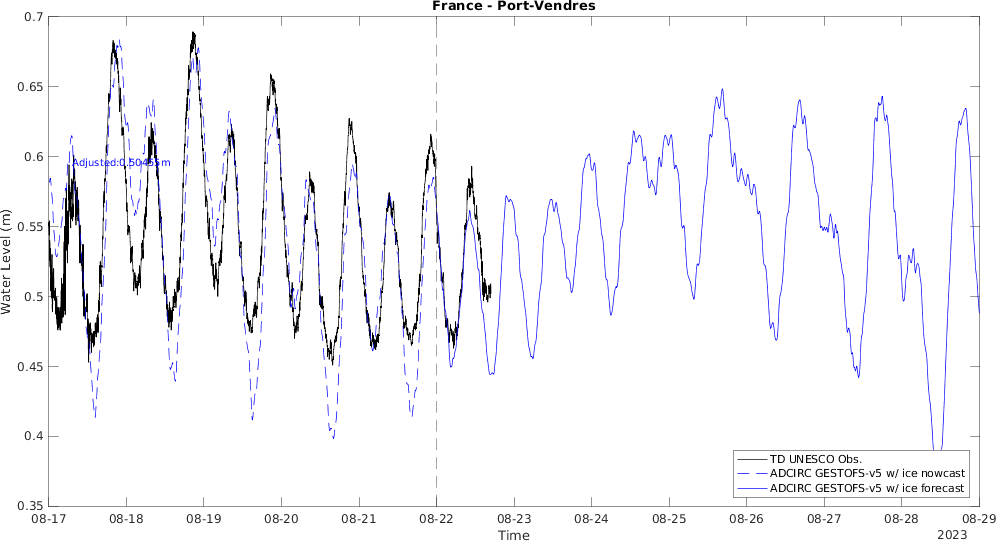 France - Port-Vendres
Water Level (m)
0.7
0.65
0.6
0.55
0.5
0.45
0.4
0.35
Adjusted:0.50455m
TD UNESCO Obs.
ADCIRC GESTOFS-v5 w/ ice nowcast
ADCIRC GESTOFS-v5 w/ ice forecast
08-17 08-18 08-19 08-20 08-21 08-22 08-23 08-24 08-25 08-26 08-27 08-28 08-29
Time
2023